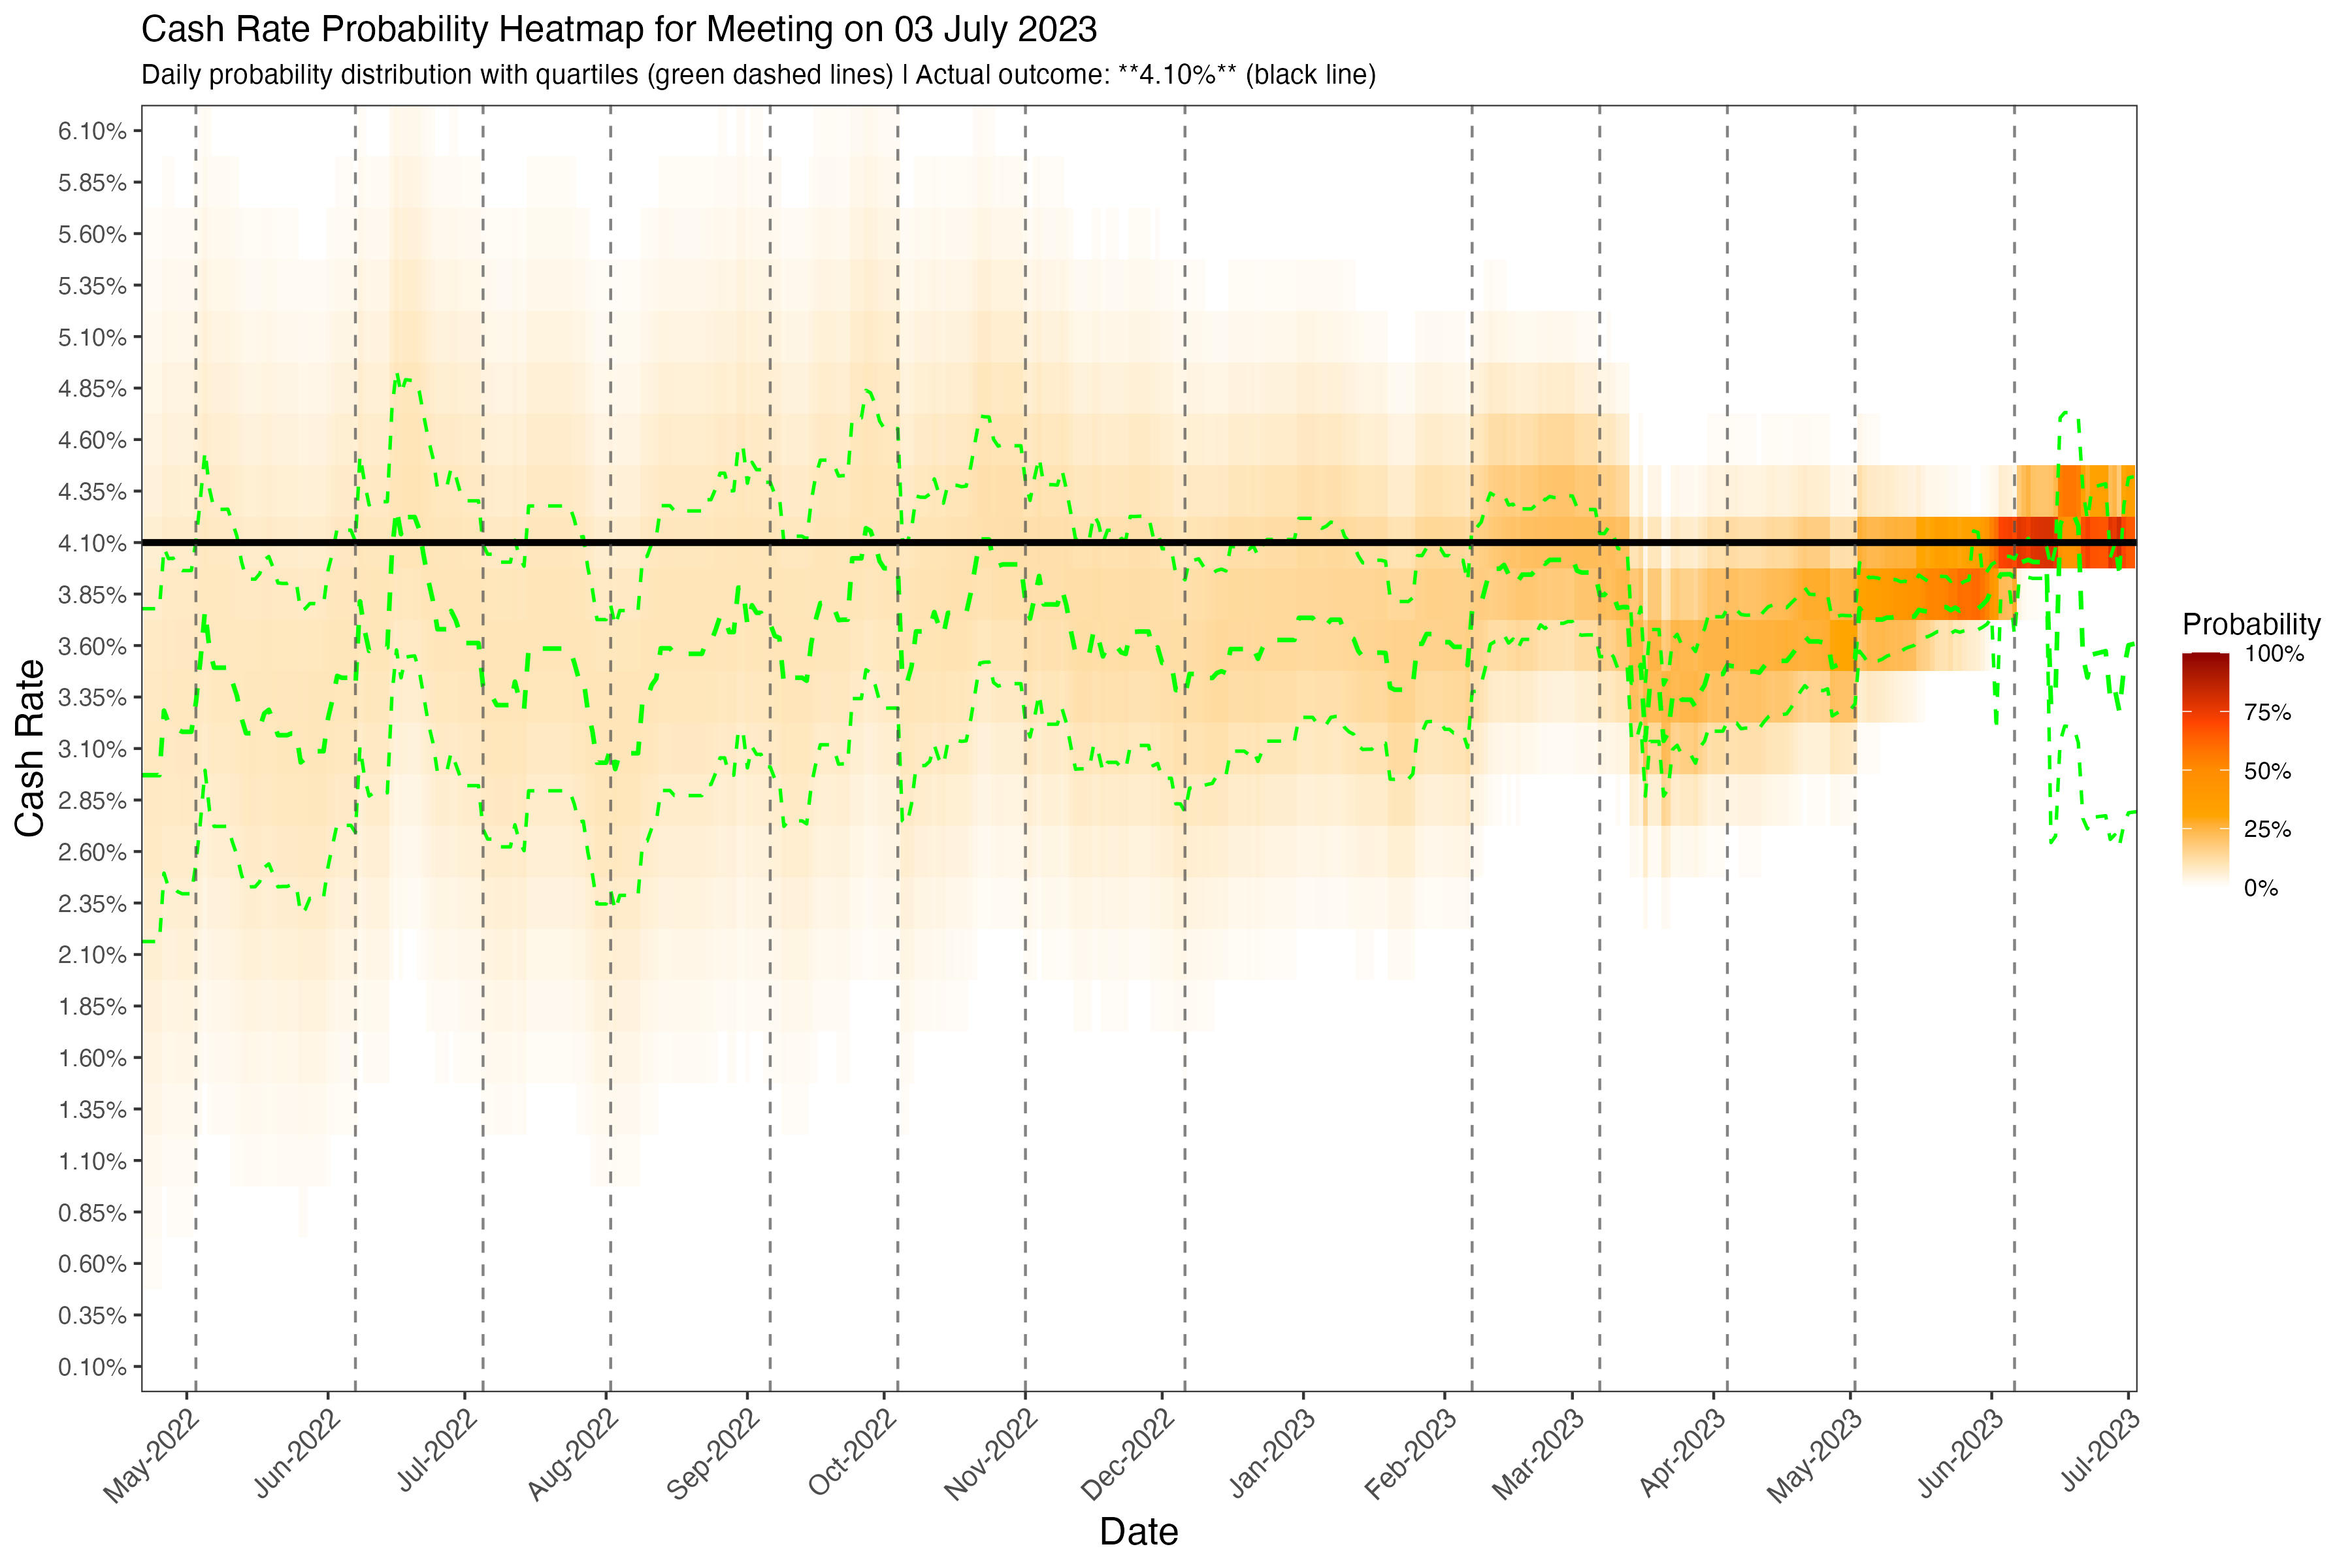 Cash Rate Probability Heatmap for Meeting on 03 July 2023
Daily probability distribution with quartiles (green dashed lines) | Actual outcome: **4.10%** (black line)
6.10%
5.85%
5.60%
5.35%
5.10%
4.85%
4.60%
4.35%
4.10%
3.85%
3.60%
3.35%
3.10%
2.85%
2.60%
2.35%
2.10%
1.85%
1.60%
1.35%
1.10%
0.85%
0.60%
0.35%
0.10%
Cash Rate
May-2022
Jun-2022
Jul-2022
Aug-2022
Sep-2022
Oct-2022
Nov-2022
Dec-2022
Jan-2023
Feb-2023
Mar-2023
Apr-2023
May-2023
Jun-2023
Jul-2023
Date
Probability
100%
75%
50%
25%
0%